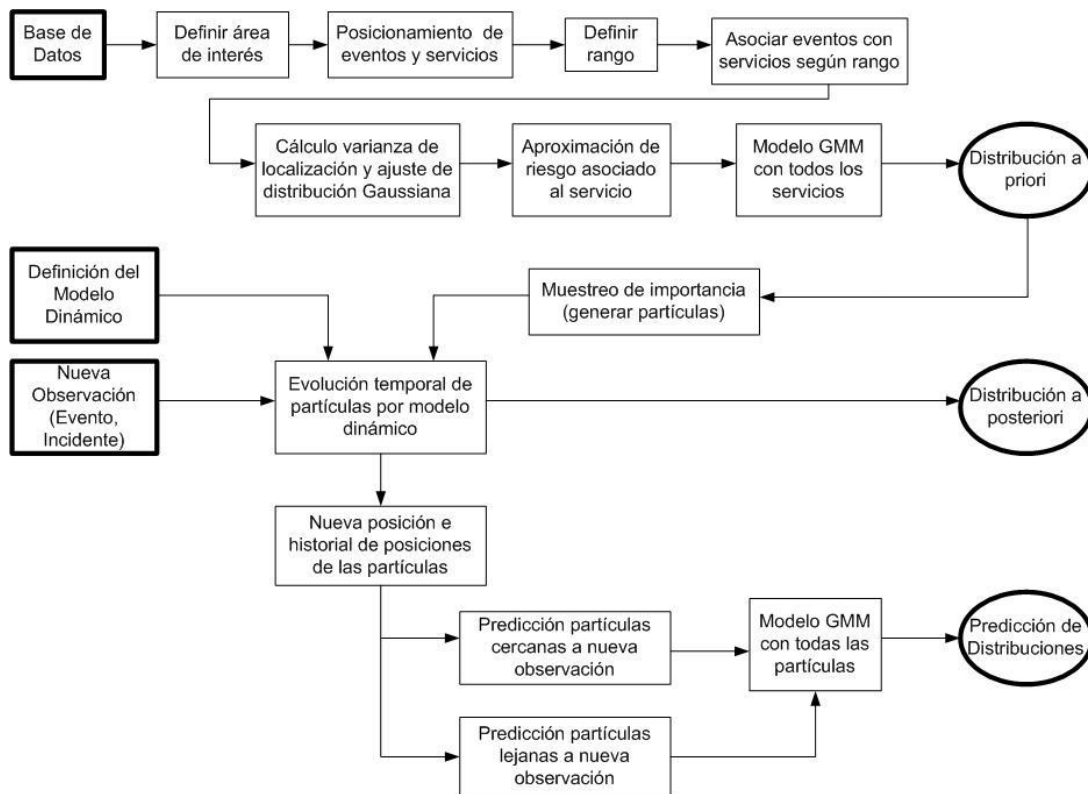 Base de
Datos
Definir área
de interés
Posicionamiento de
eventos y servicios
Definir
rango
Asociar eventos con
servicios según rango
Cálculo varianza de
localización y ajuste de
distribución Gaussiana
Aproximación de
riesgo asociado
al servicio
Modelo GMM
con todos los
servicios
Distribución a
priori
Definición del
Modelo
Dinámico
Muestreo de importancia
(generar partículas)
Nueva
Observación
(Evento,
Incidente)
Evolución temporal de
partículas por modelo
dinámico
Distribución a
posteriori
Nueva posición e
historial de posiciones
de las partículas
Predicción partículas
cercanas a nueva
observación
Modelo GMM
con todas las
partículas
Predicción de
Distribuciones
Predicción partículas
lejanas a nueva
observación